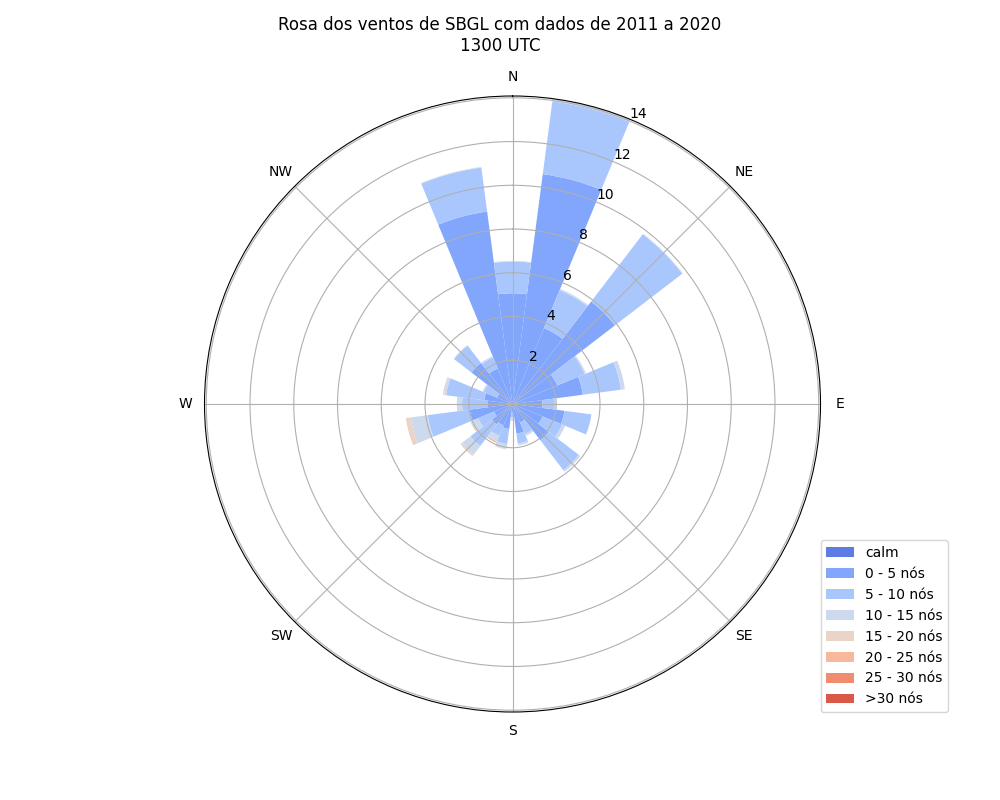 Rosa dos ventos de SBGL com dados de 2011 a 2020
1300 UTC
N
NW
NE
14
12
10
8
6
4
2
W
E
SW
SE
S
calm
0 - 5 nós
5 - 10 nós
10 - 15 nós
15 - 20 nós
20 - 25 nós
25 - 30 nós
>30 nós